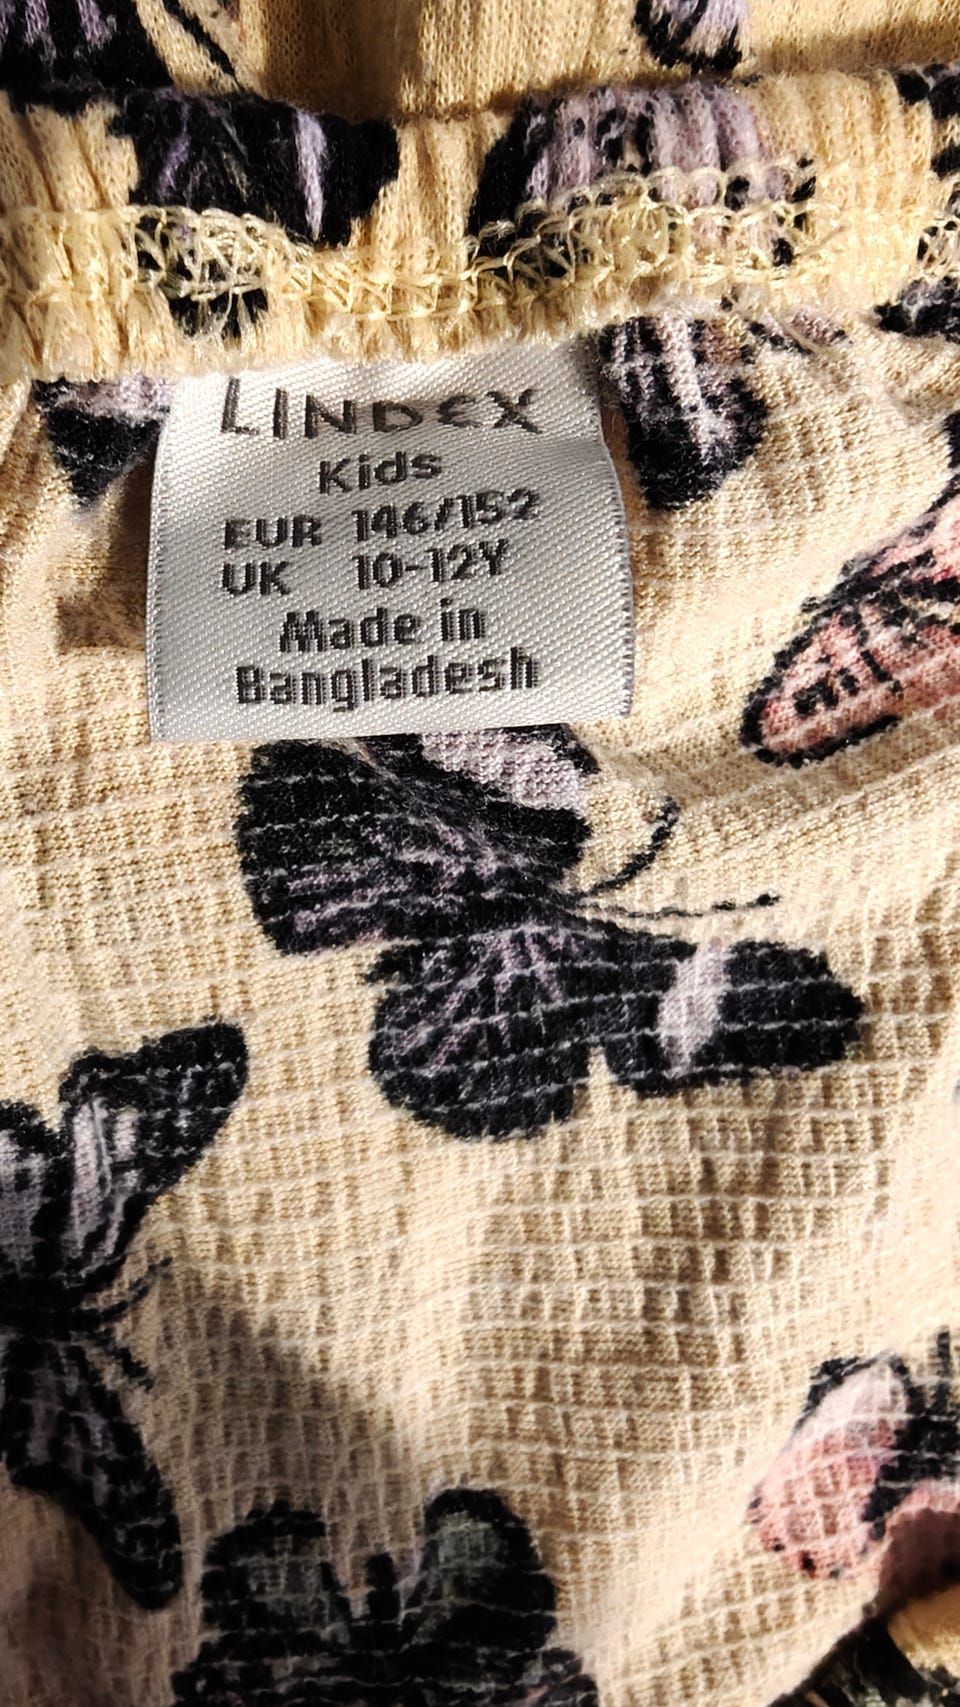 LINDEX
Kids
EUR 146/152
UK 10-12Y
Made in
Bangladesh